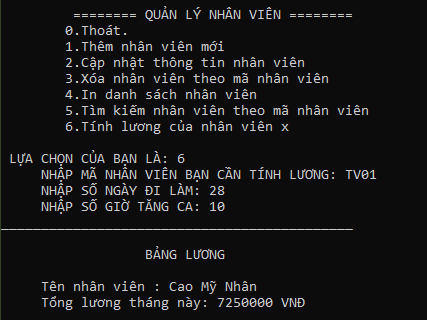 ======== QUẢN LÝ NHÂN VIÊN ========
0.Thoát.
1.Thêm nhân viên mới
2.Cập nhật thông tin nhân viên
3.Xóa nhân viên theo mã nhân viên
4.In danh sách nhân viên
5.Tìm kiếm nhân viên theo mã nhân viên
6.Tính lương của nhân viên x
LỰA CHỌN CỦA BẠN LÀ: 6
NHẬP MÃ NHÂN VIÊN BẠN CẦN TÍNH LƯƠNG: TV01
NHẬP SỐ NGÀY ĐI LÀM: 28
NHẬP SỐ GIỜ TĂNG CA: 10
BẢNG LƯƠNG
Tên nhân viên : Cao Mỹ Nhân
Tổng lương tháng này: 7250000 VNĐ